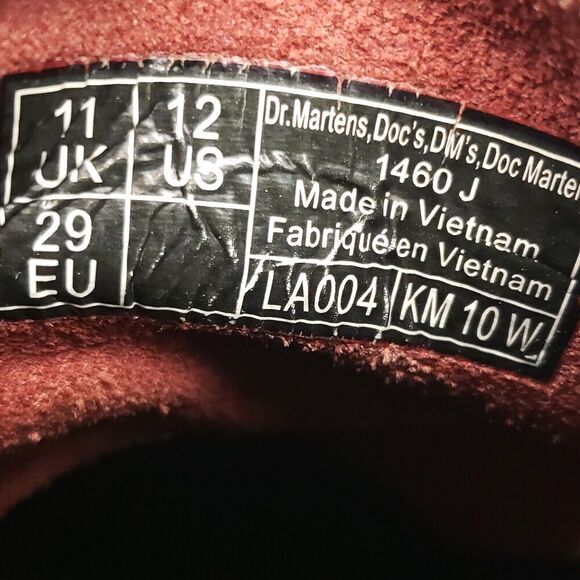 11
UK
12
US
29
EU
Dr.Martens,Doc's,DM's,Doc Marte
1460 J
Made in Vietnam
Fabriqué en Vietnam
LA004
KM 10 W